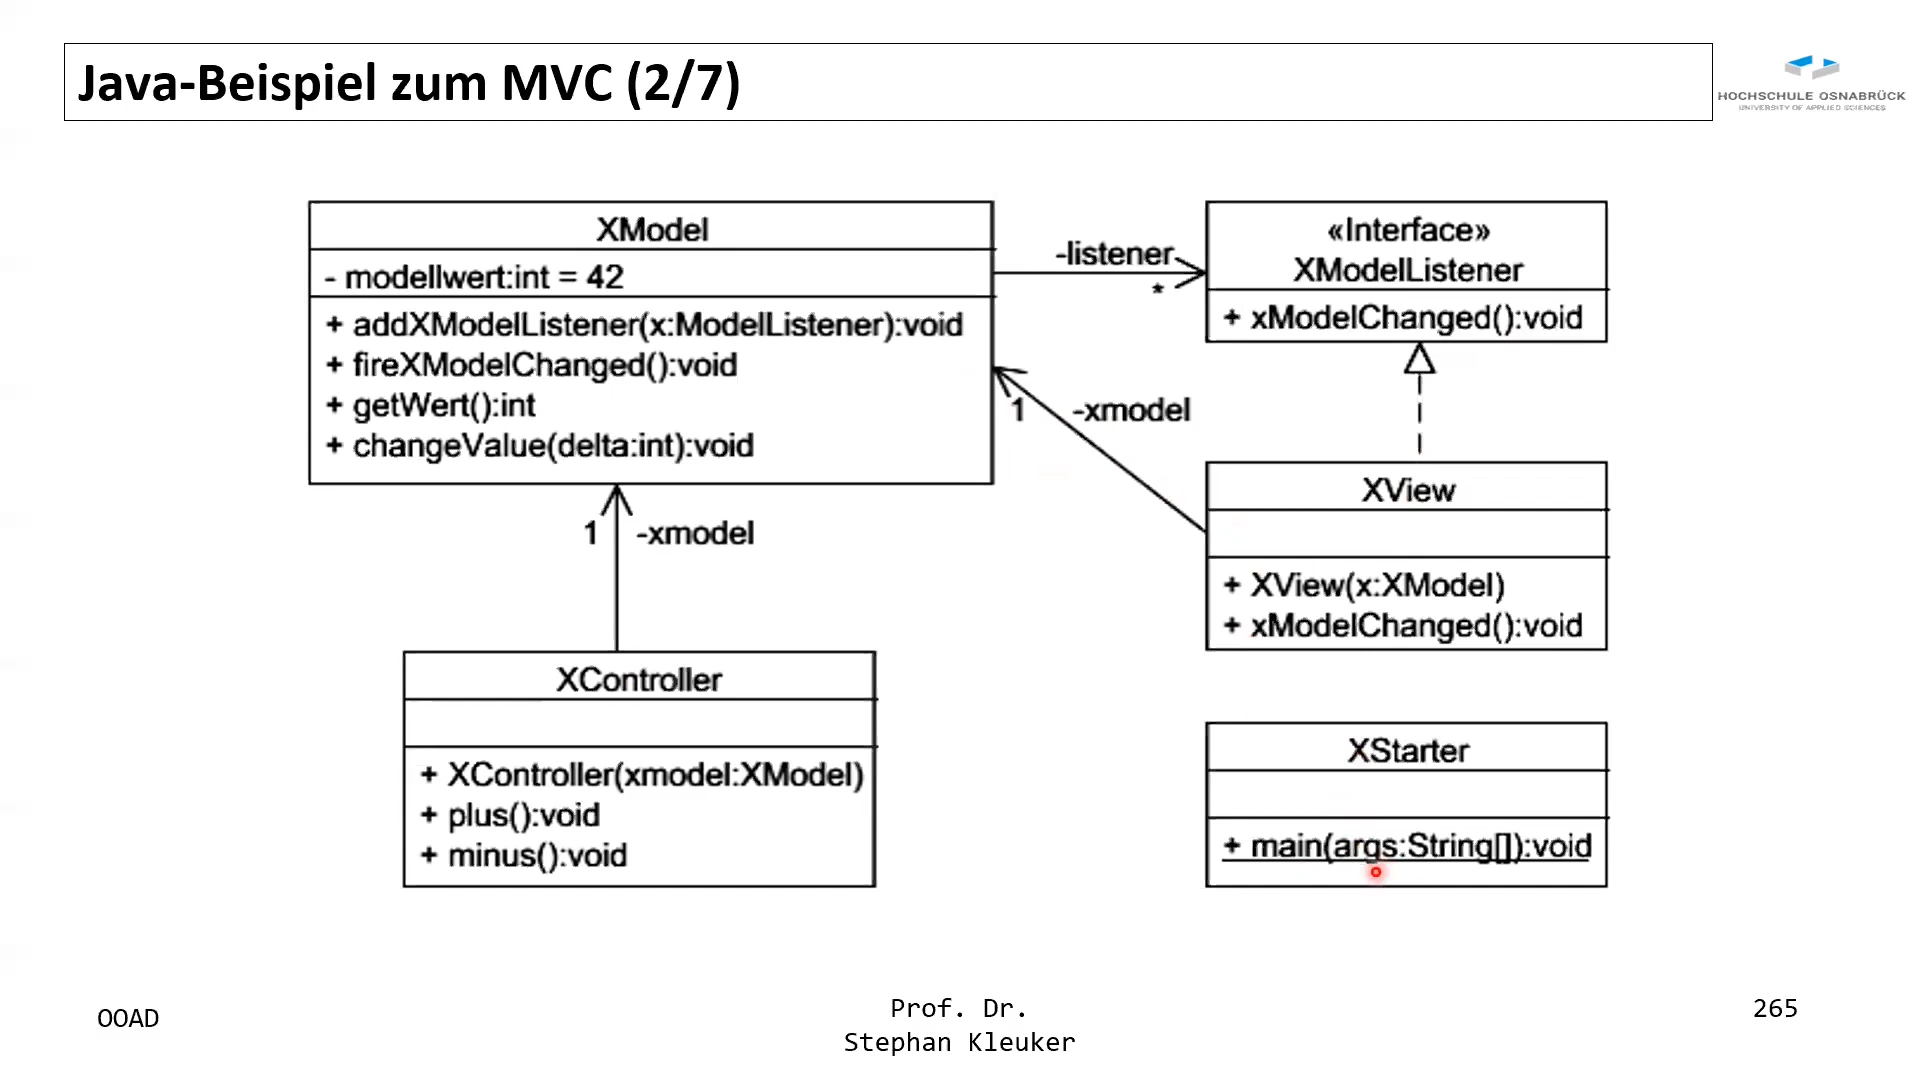 Java-Beispiel zum MVC (2/7)
HOCHSCHULE OSNABRÜCK
UNIVERSITY OF APPLIED SCIENCES
XModel
- modellwert:int = 42
+ addXModelListener(x:ModelListener):void
+ fireXModelChanged():void
+ getWert():int
+ changeValue(delta:int):void
-listener
*
«Interface»
XModelListener
+ xModelChanged():void
1
-xmodel
XView
+ XView(x:XModel)
+ xModelChanged():void
1
-xmodel
XController
+ XController(xmodel:XModel)
+ plus():void
+ minus():void
XStarter
+ main(args:String[]):void
OOAD
Prof. Dr.
Stephan Kleuker
265